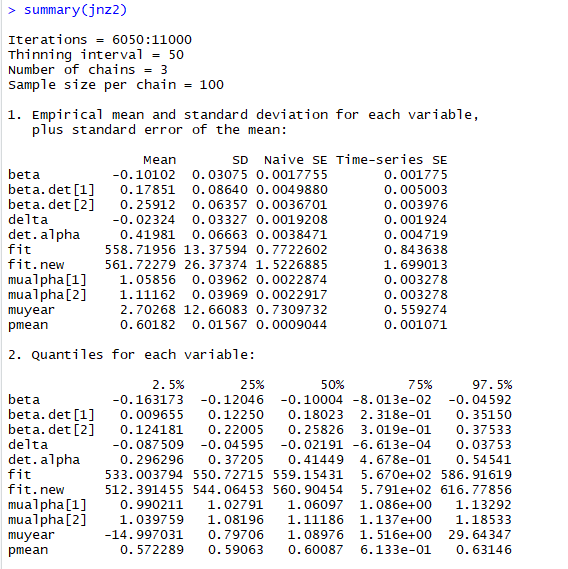 > summary(jnz2)

Iterations = 6050:11000
Thinning interval = 50
Number of chains = 3
Sample size per chain = 100

1. Empirical mean and standard deviation for each variable,
   plus standard error of the mean:

                 Mean       SD  Naive SE Time-series SE
beta         -0.10102  0.03075 0.0017755       0.001775
beta.det[1]   0.17851  0.08640 0.0049880       0.005003
beta.det[2]   0.25912  0.06357 0.0036701       0.003976
delta        -0.02324  0.03327 0.0019208       0.001924
det.alpha     0.41981  0.06663 0.0038471       0.004719
fit         558.71956 13.37594 0.7722602       0.843638
fit.new     561.72279 26.37374 1.5226885       1.699013
mualpha[1]    1.05856  0.03962 0.0022874       0.003278
mualpha[2]    1.11162  0.03969 0.0022917       0.003278
muyear        2.70268 12.66083 0.7309732       0.559274
pmean         0.60182  0.01567 0.0009044       0.001071

2. Quantiles for each variable:

                  2.5%       25%       50%        75%     97.5%
beta         -0.163173  -0.12046  -0.10004 -8.013e-02  -0.04592
beta.det[1]   0.009655   0.12250   0.18023  2.318e-01   0.35150
beta.det[2]   0.124181   0.22005   0.25826  3.019e-01   0.37533
delta        -0.087509  -0.04595  -0.02191 -6.613e-04   0.03753
det.alpha     0.296296   0.37205   0.41449  4.678e-01   0.54541
fit         533.003794 550.72715 559.15431  5.670e+02 586.91619
fit.new     512.391455 544.06453 560.90454  5.791e+02 616.77856
mualpha[1]    0.990211   1.02791   1.06097  1.086e+00   1.13292
mualpha[2]    1.039759   1.08196   1.11186  1.137e+00   1.18533
muyear      -14.997031   0.79706   1.08976  1.516e+00  29.64347
pmean         0.572289   0.59063   0.60087  6.133e-01   0.63146